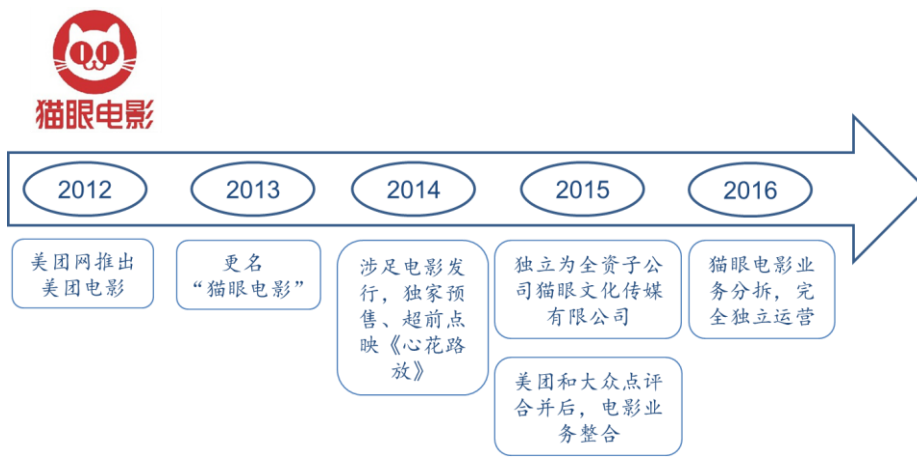 猫眼电影
2012
2013
2014
2015
2016
美团网推出
美团电影
更名
“猫眼电影”
涉足电影发
行，独家预
售、超前点
映《心花路
放》
独立为全资子公
司猫眼文化传媒
有限公司
美团和大众点评
合并后，电影业
务整合
猫眼电影业
务分拆，完
全独立运营